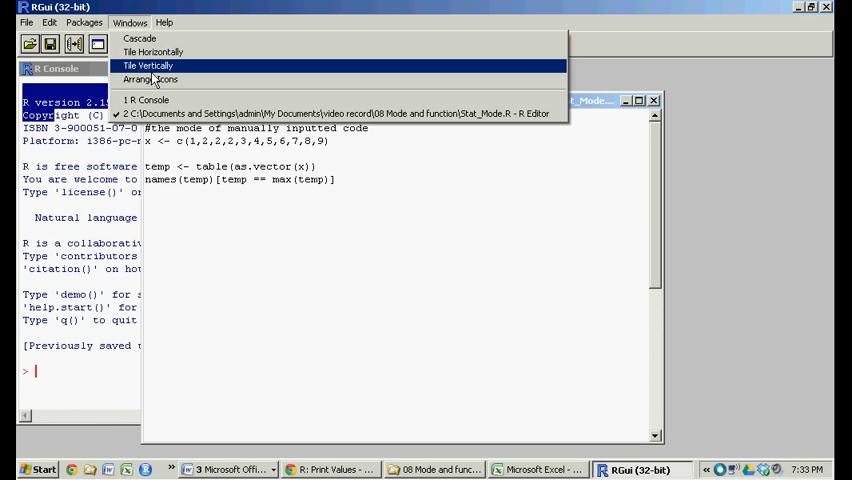 RGui (32-bit)
File Edit Packages Windows Help
Cascade
Tile Horizontally
Tile Vertically
Arrange Icons
1 R Console
2 C:\Documents and Settings\admin\My Documents\video record\08 Mode and function\Stat_Mode.R - R Editor
R Console
_Mode....
R version 2.1
Copyright (C)
ISBN 3-900051-07-0
Platform: i386-pc-
R is free software
You are welcome to
Type 'license()' o
Natural language
R is a collaborativ
Type 'contributors
'citation()' on ho
Type 'demo()' for s
'help.start()' for
Type 'q()' to quit
[Previously saved
>
#the mode of manually inputted code
x <- c(1,2,2,2,3,4,5,6,7,8,9)
temp <- table(as.vector(x))
names(temp)[temp == max(temp)]
Start
3 Microsoft Offi...
R: Print Values - ...
08 Mode and func...
Microsoft Excel - ...
RGui (32-bit)
7:33 PM